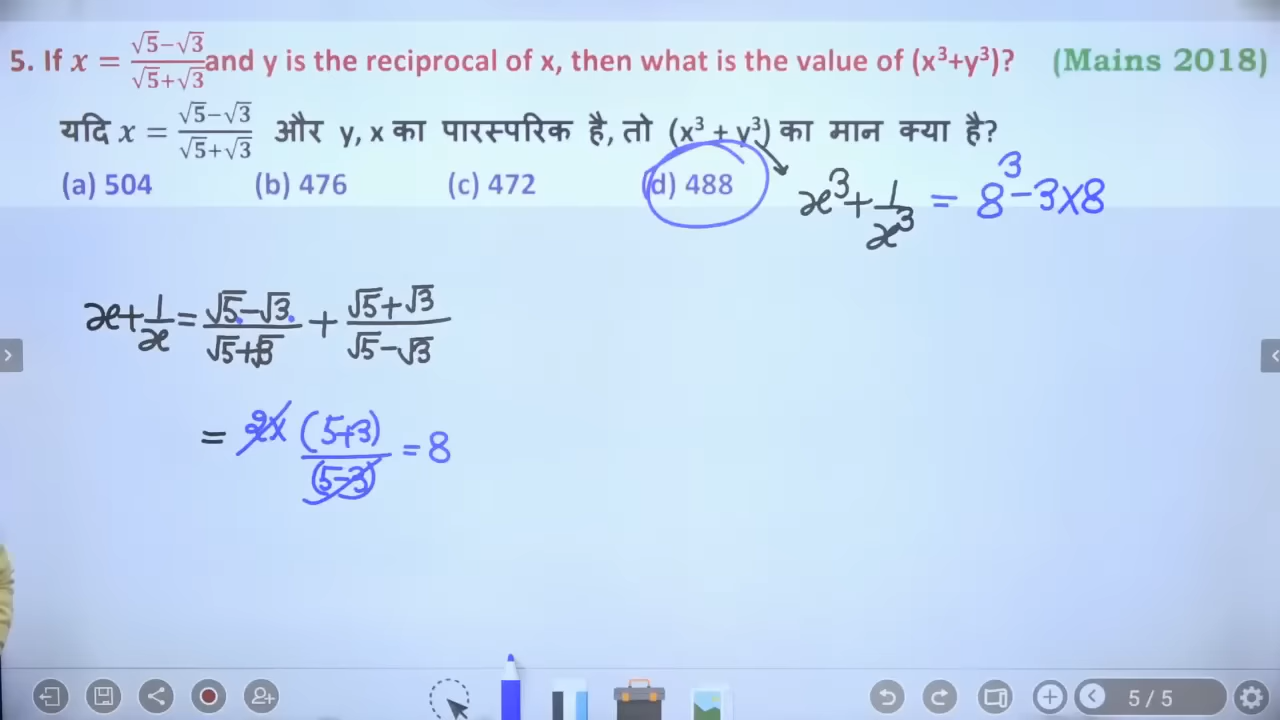 5. If x = √5−√3/√5+√3 and y is the reciprocal of x, then what is the value of (x³+y³)? (Mains 2018)
यदि x = √5−√3/√5+√3 और y, x का पारस्परिक है, तो (x³ + y³) का मान क्या है?
(a) 504 (b) 476 (c) 472 (d) 488
x³ + 1/x³ = 8³ − 3×8
x + 1/x = √5−√3/√5+√3 + √5+√3/√5−√3
= 2× (5+3)/(5−3) = 8
5 / 5